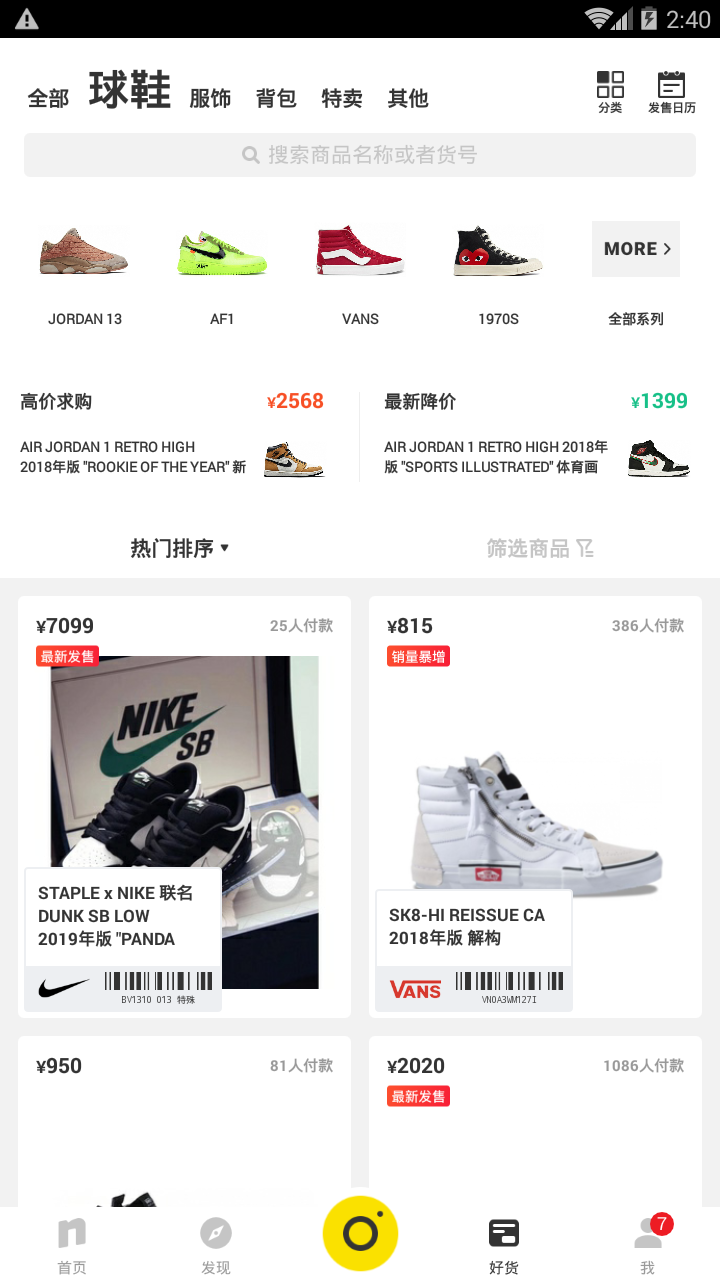 2:40
全部 球鞋 服饰 背包 特卖 其他
分类 发售日历
搜索商品名称或者货号
MORE
JORDAN 13 AF1 VANS 1970S 全部系列
高价求购 ¥2568
AIR JORDAN 1 RETRO HIGH
2018年版 "ROOKIE OF THE YEAR" 新
最新降价 ¥1399
AIR JORDAN 1 RETRO HIGH 2018年
版 "SPORTS ILLUSTRATED" 体育画
热门排序 筛选商品
¥7099 25人付款
最新发售
NIKE
SB
STAPLE x NIKE 联名
DUNK SB LOW
2019年版 "PANDA
BV1310 013 特殊
¥815 386人付款
销量暴增
SK8-HI REISSUE CA
2018年版 解构
VANS
VN0A3WM127I
¥950 81人付款
¥2020 1086人付款
最新发售
7
首页 发现 好货 我